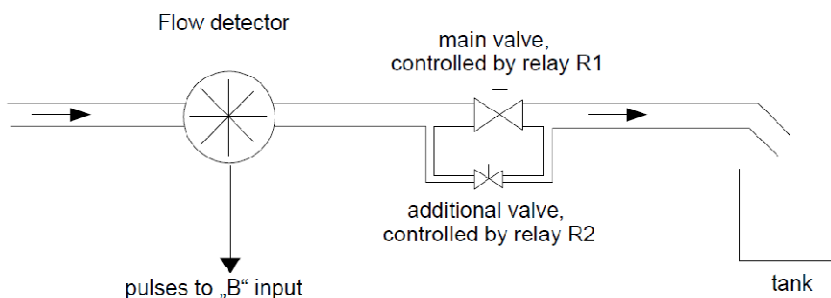 Flow detector
main valve,
controlled by relay R1
additional valve,
controlled by relay R2
pulses to „B“ input
tank